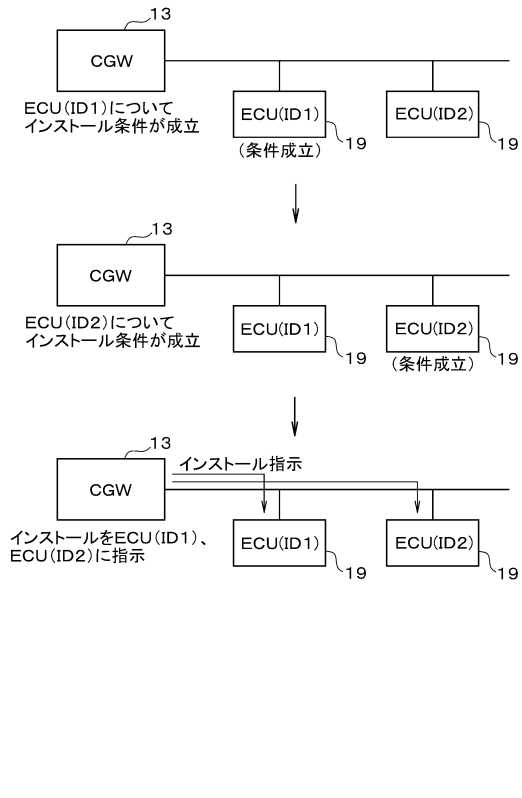 13
CGW
ECU(ID1)について
インストール条件が成立
ECU(ID1)
19
(条件成立)
ECU(ID2)
19
13
CGW
ECU(ID2)について
インストール条件が成立
ECU(ID1)
19
ECU(ID2)
19
(条件成立)
13
CGW
インストール指示
インストールをECU(ID1)、
ECU(ID2)に指示
ECU(ID1)
19
ECU(ID2)
19